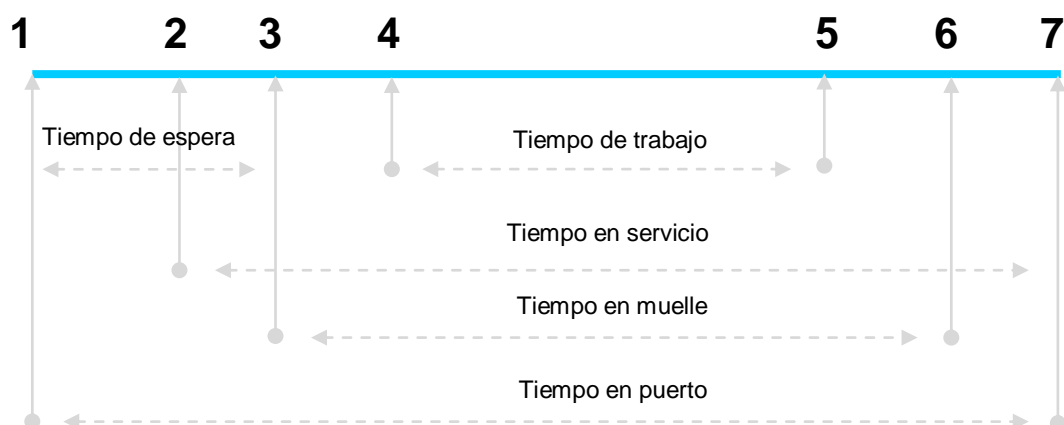 1 2 3 4 5 6 7
Tiempo de espera
Tiempo de trabajo
Tiempo en servicio
Tiempo en muelle
Tiempo en puerto